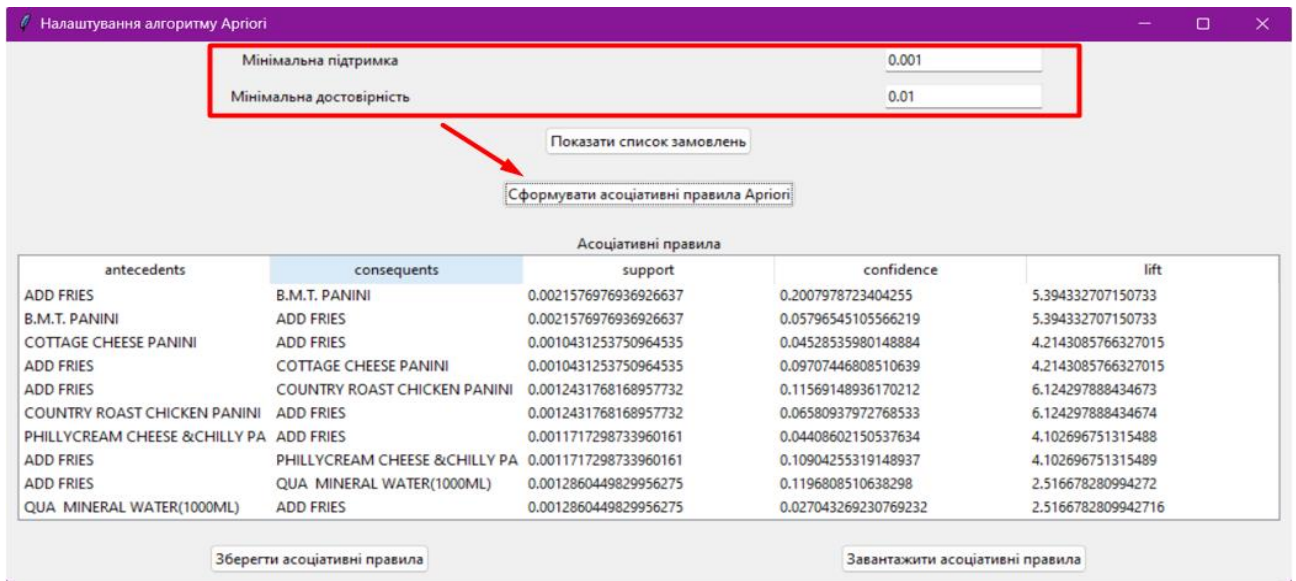 Налаштування алгоритму Apriori
Мінімальна підтримка 0.001
Мінімальна достовірність 0.01
Показати список замовлень
Сформувати асоціативні правила Apriori
Асоціативні правила
antecedents consequents support confidence lift
ADD FRIES B.M.T. PANINI 0.0021576976936926637 0.2007978723404255 5.394332707150733
B.M.T. PANINI ADD FRIES 0.0021576976936926637 0.05796545105566219 5.394332707150733
COTTAGE CHEESE PANINI ADD FRIES 0.0010431253750964535 0.04528535980148884 4.2143085766327015
ADD FRIES COTTAGE CHEESE PANINI 0.0010431253750964535 0.09707446808510639 4.2143085766327015
ADD FRIES COUNTRY ROAST CHICKEN PANINI 0.0012431768168957732 0.11569148936170212 6.124297888434673
COUNTRY ROAST CHICKEN PANINI ADD FRIES 0.0012431768168957732 0.06580937972768533 6.124297888434674
PHILLYCREAM CHEESE &CHILLY PA ADD FRIES 0.0011717298733960161 0.04408602150537634 4.102696751315488
ADD FRIES PHILLYCREAM CHEESE &CHILLY PA 0.0011717298733960161 0.10904255319148937 4.102696751315489
ADD FRIES QUA  MINERAL WATER(1000ML) 0.0012860449829956275 0.1196808510638298 2.516678280994272
QUA  MINERAL WATER(1000ML) ADD FRIES 0.0012860449829956275 0.027043269230769232 2.5166782809942716
Зберегти асоціативні правила Завантажити асоціативні правила